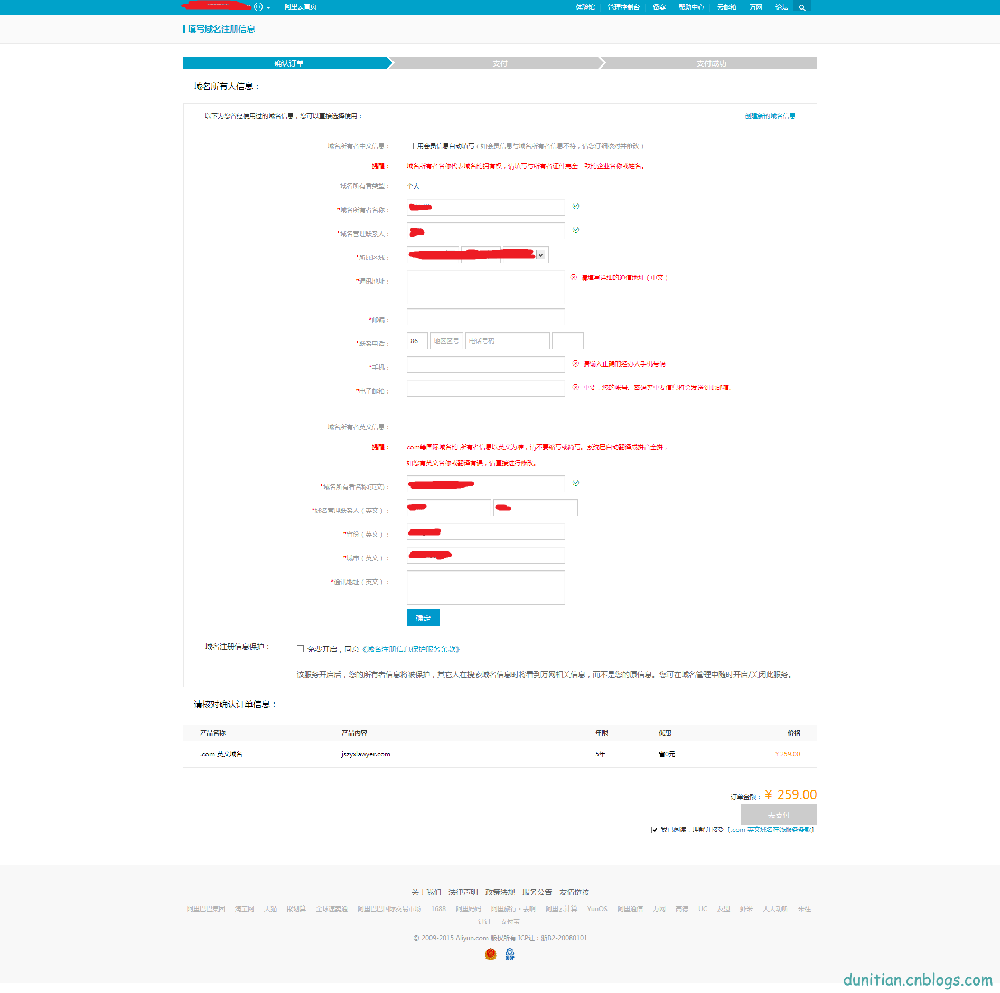 L1 阿里云首页 体验馆 管理控制台 备案 帮助中心 云邮箱 万网 论坛
填写域名注册信息
确认订单 支付 支付成功
域名所有人信息：
以下为您曾经使用过的域名信息，您可以直接选择使用： 创建新的域名信息
域名所有者中文信息： 用会员信息自动填写（如会员信息与域名所有者信息不符，请您仔细核对并修改）
提醒： 域名所有者名称代表域名的拥有权，请填写与所有者证件完全一致的企业名称或姓名。
域名所有者类型： 个人
*域名所有者名称：
*域名管理联系人：
*所属区域：
*通讯地址： 请填写详细的通信地址（中文）
*邮编：
*联系电话： 86 地区区号 电话号码
*手机： 请输入正确的经办人手机号码
*电子邮箱： 重要，您的帐号、密码等重要信息将会发送到此邮箱。
域名所有者英文信息：
提醒： com等国际域名的 所有者信息以英文为准，请不要缩写或简写。系统已自动翻译成拼音全拼，
如您有英文名称或翻译有误，请直接进行修改。
*域名所有者名称(英文)：
*域名管理联系人（英文）：
*省份（英文）：
*城市（英文）：
*通讯地址（英文）：
确定
域名注册信息保护： 免费开启，同意《域名注册信息保护服务条款》
该服务开启后，您的所有者信息将被保护，其它人在搜索域名信息时将看到万网相关信息，而不是您的原信息。您可在域名管理中随时开启/关闭此服务。
请核对确认订单信息：
产品名称 产品内容 年限 优惠 价格
.com 英文域名 jszyxlawyer.com 5年 省0元 ¥ 259.00
订单金额： ¥ 259.00
去支付
我已阅读，理解并接受〔.com 英文域名在线服务条款〕
关于我们 法律声明 政策法规 服务公告 友情链接
阿里巴巴集团 淘宝网 天猫 聚划算 全球速卖通 阿里巴巴国际交易市场 1688 阿里妈妈 阿里旅行・去啊 阿里云计算 YunOS 阿里通信 万网 高德 UC 友盟 虾米 天天动听 来往
钉钉 支付宝
© 2009-2015 Aliyun.com 版权所有 ICP证：浙B2-20080101
DJCP
dunitian.cnblogs.com